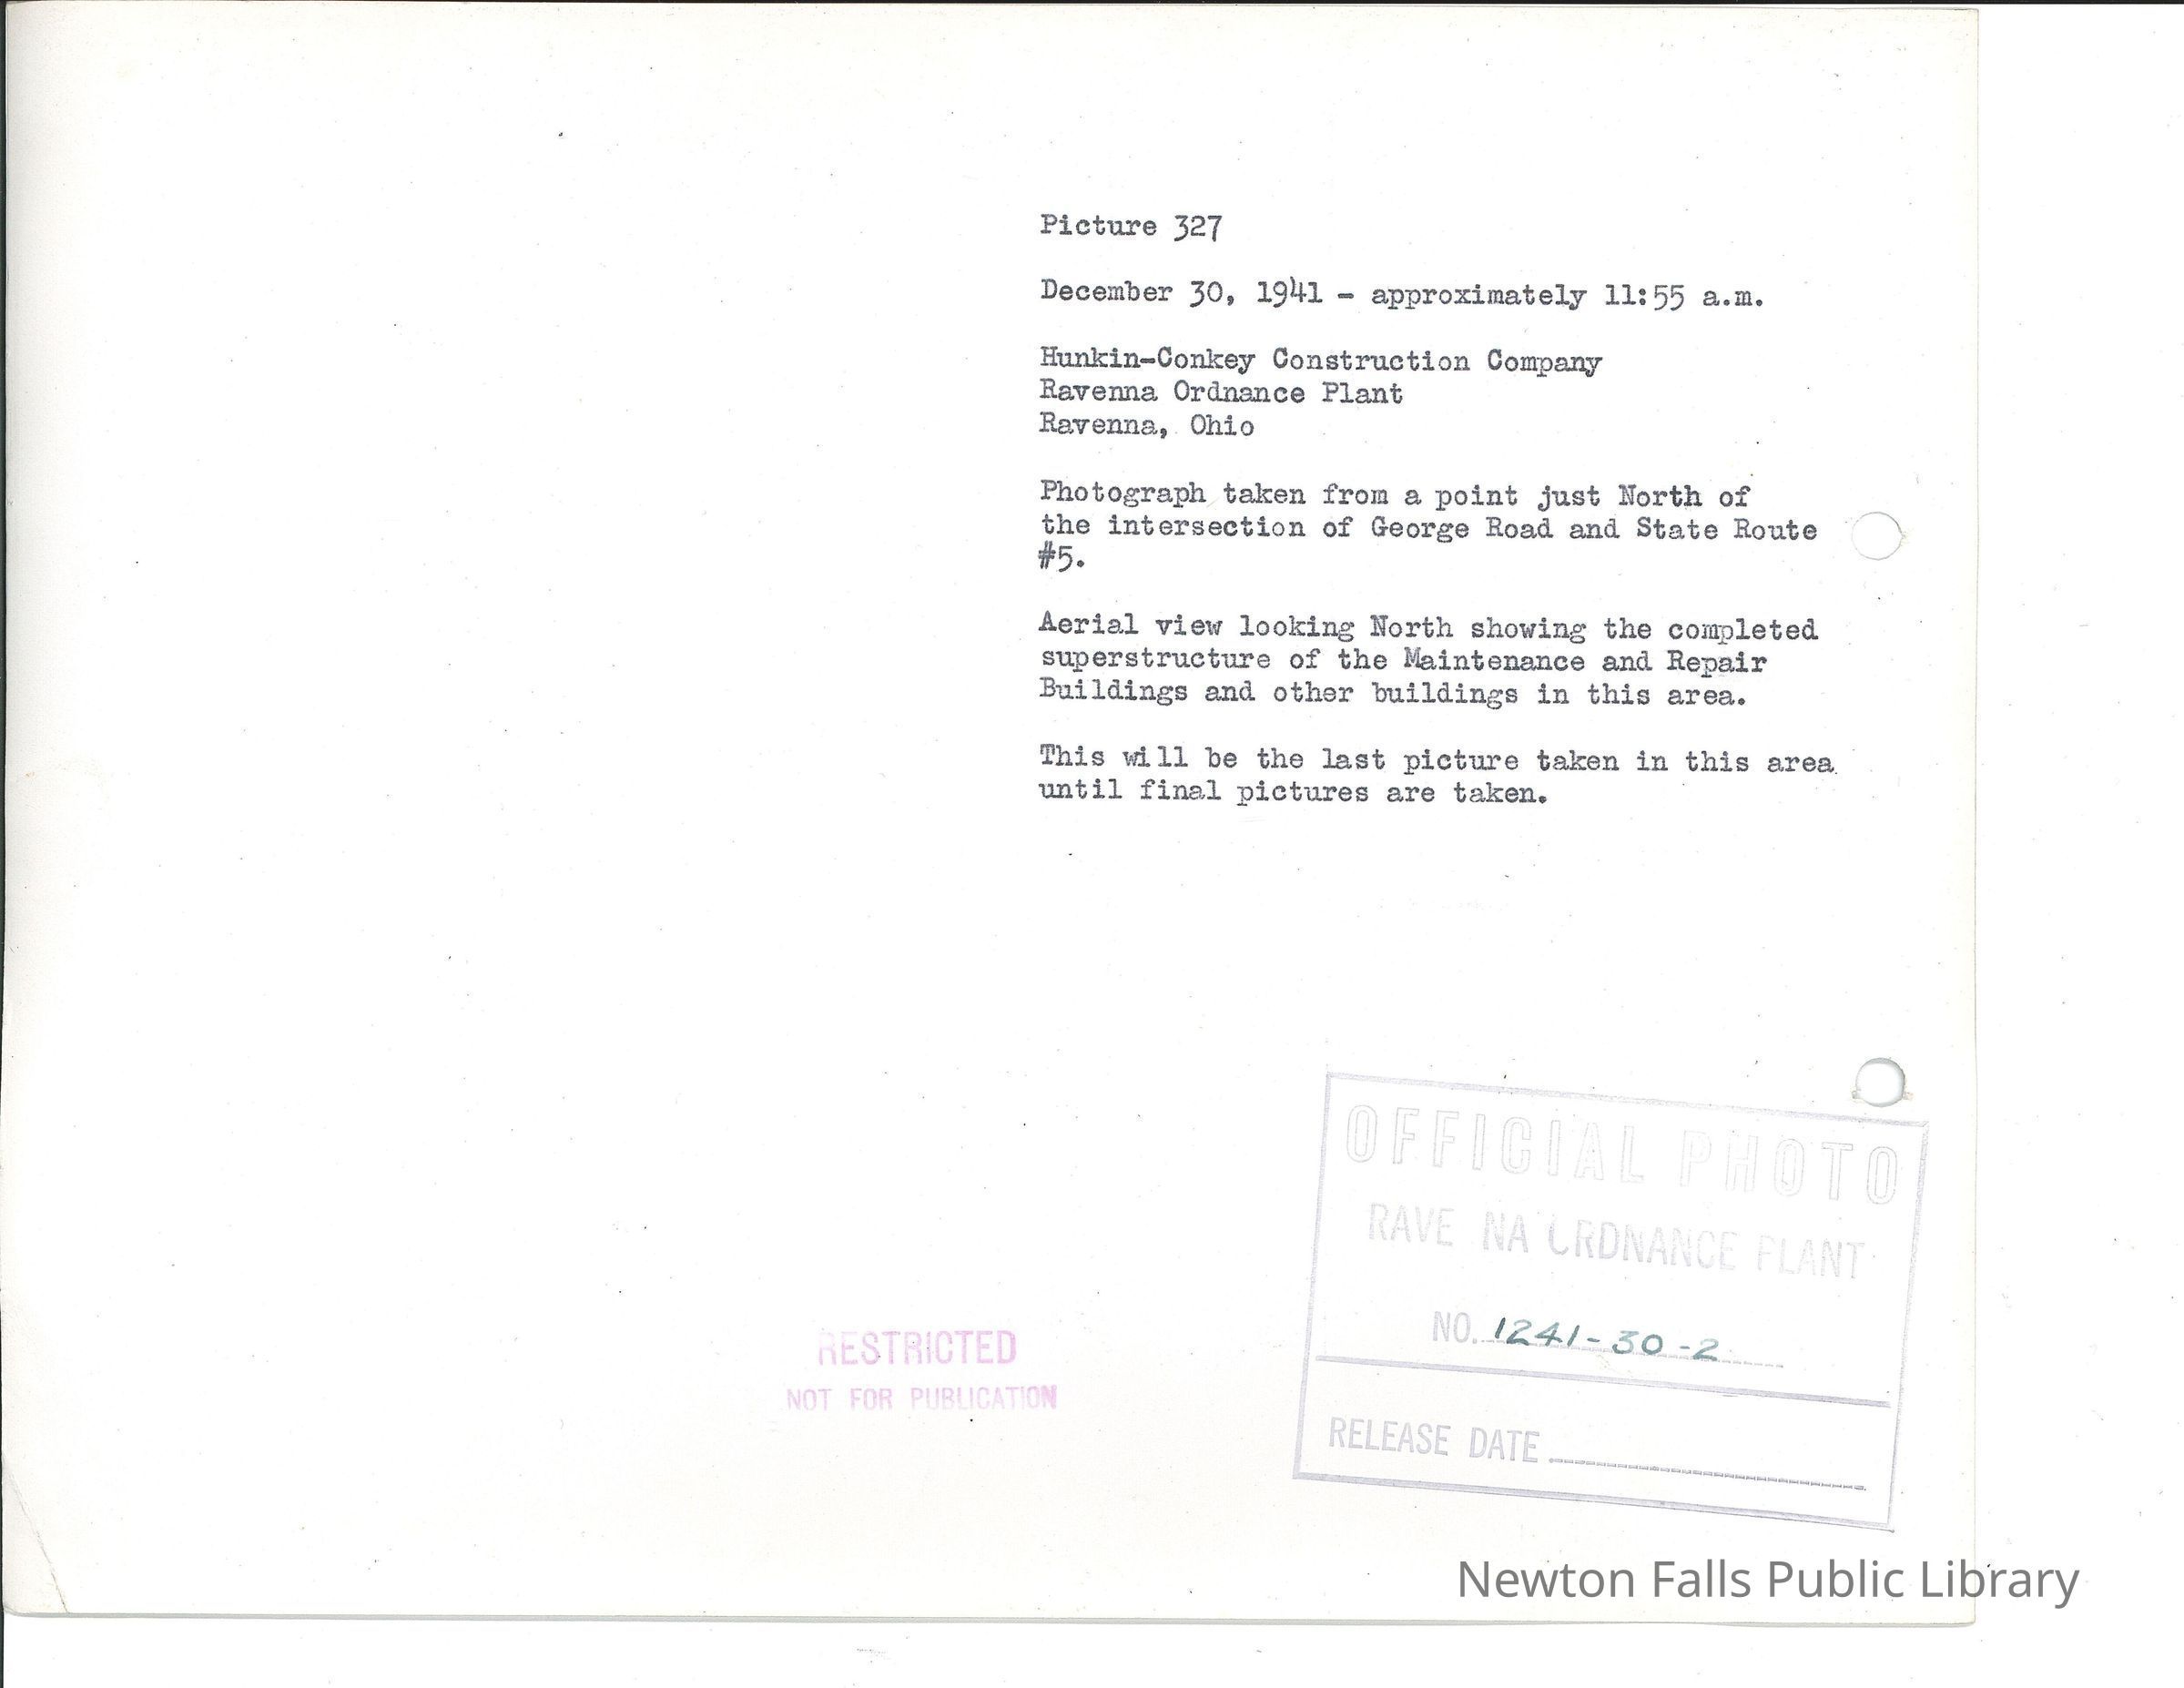 Picture 327
December 30, 1941 - approximately 11:55 a.m.
Hunkin-Conkey Construction Company
Ravenna Ordnance Plant
Ravenna, Ohio
Photograph taken from a point just North of
the intersection of George Road and State Route
#5.
Aerial view looking North showing the completed
superstructure of the Maintenance and Repair
Buildings and other buildings in this area.
This will be the last picture taken in this area
until final pictures are taken.
OFFICIAL PHOTO
RAVE NA ORDNANCE PLANT
NO. 1241-30-2
RELEASE DATE
RESTRICTED
NOT FOR PUBLICATION
Newton Falls Public Library